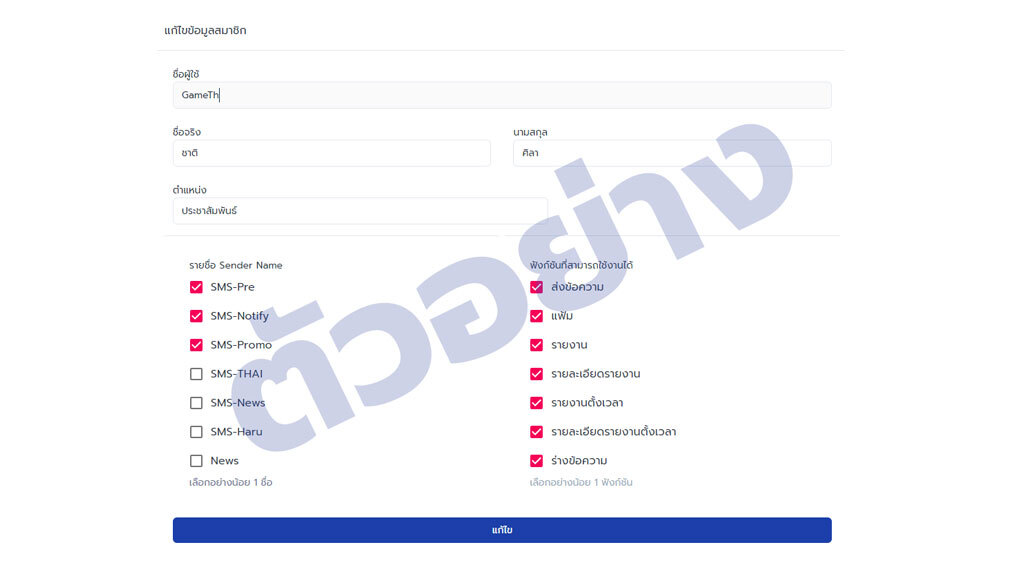 แก้ไขข้อมูลสมาชิก
ชื่อผู้ใช้
GameTh
ชื่อจริง
นามสกุล
ชาติ
ศิลา
ตำแหน่ง
ประชาสัมพันธ์
รายชื่อ Sender Name
SMS-Pre
SMS-Notify
SMS-Promo
SMS-THAI
SMS-News
SMS-Haru
News
เลือกอย่างน้อย 1 ชื่อ
ฟังก์ชันที่สามารถใช้งานได้
ส่งข้อความ
แฟ้ม
รายงาน
รายละเอียดรายงาน
รายงานตั้งเวลา
รายละเอียดรายงานตั้งเวลา
ร่างข้อความ
เลือกอย่างน้อย 1 ฟังก์ชัน
แก้ไข
ตัวอย่าง